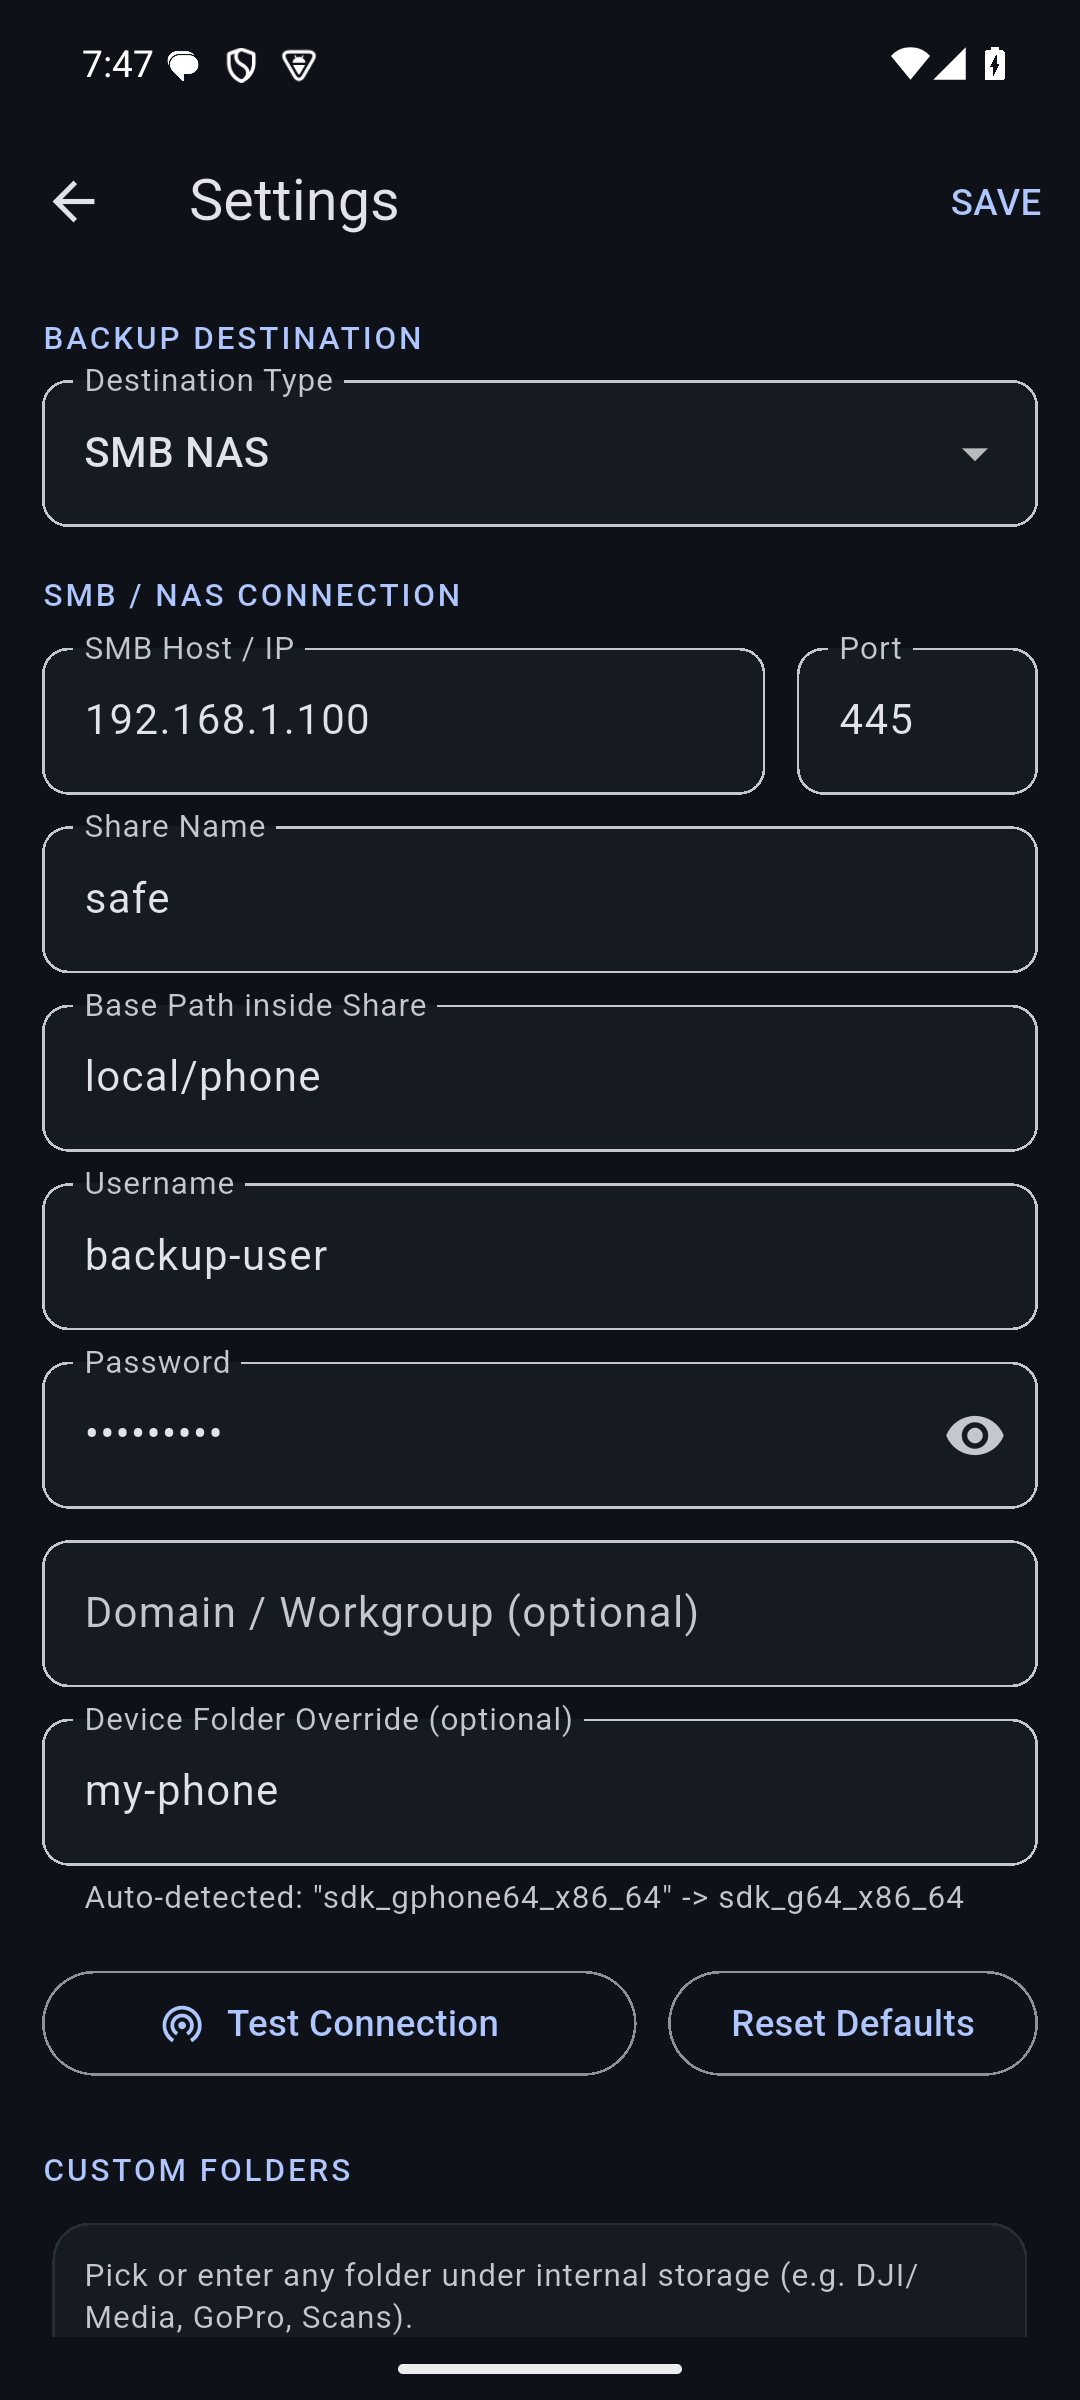 7:47
Settings
SAVE
BACKUP DESTINATION
Destination Type
SMB NAS
SMB / NAS CONNECTION
SMB Host / IP
Port
192.168.1.100
445
Share Name
safe
Base Path inside Share
local/phone
Username
backup-user
Password
•••••••••
Domain / Workgroup (optional)
Device Folder Override (optional)
my-phone
Auto-detected: "sdk_gphone64_x86_64" -> sdk_g64_x86_64
Test Connection
Reset Defaults
CUSTOM FOLDERS
Pick or enter any folder under internal storage (e.g. DJI/
Media, GoPro, Scans).